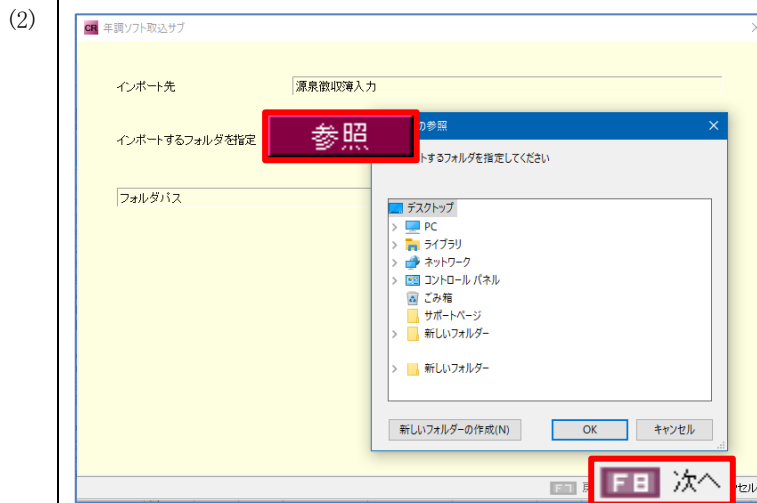 (2)
CR 年調ソフト取込サブ
インポート先
源泉徴収簿入力
インポートするフォルダを指定
参照
の参照
トするフォルダを指定してください
フォルダパス
デスクトップ
PC
ライブラリ
ネットワーク
コントロール パネル
ごみ箱
サポートページ
新しいフォルダー
新しいフォルダー
新しいフォルダーの作成(N)
OK
キャンセル
F7
F8 次へ
セル